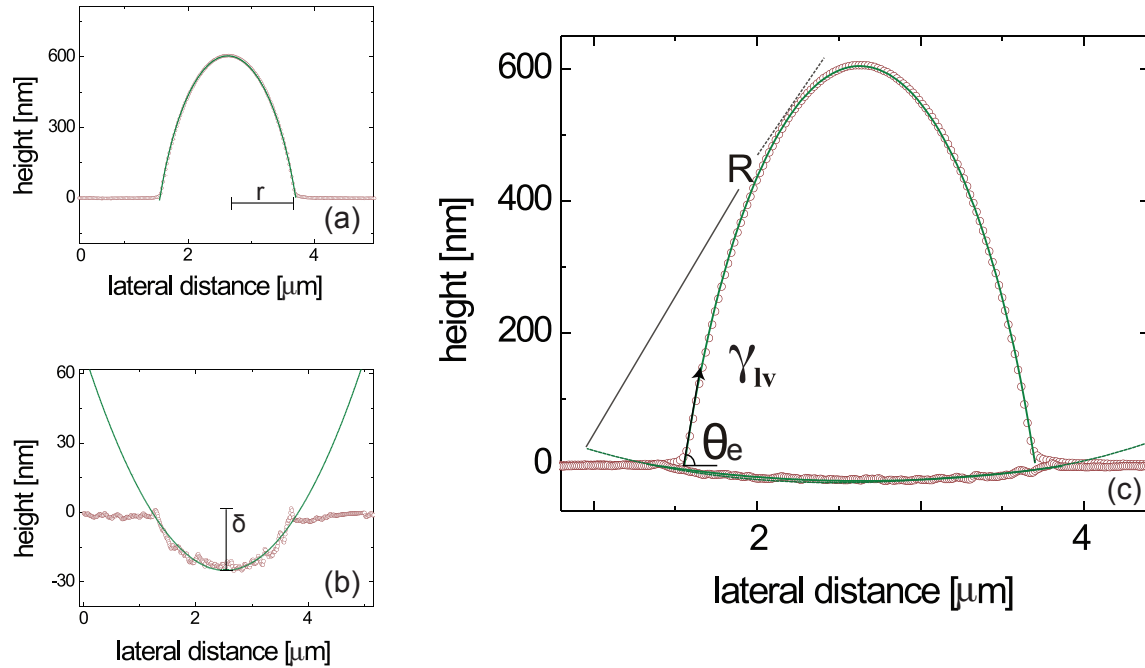 600
300
0
height [nm]
r
(a)
0
2
4
lateral distance [μm]
60
30
0
-30
height [nm]
δ
(b)
0
2
4
lateral distance [μm]
600
400
200
0
height [nm]
R
γlv
θe
(c)
2
4
lateral distance [μm]